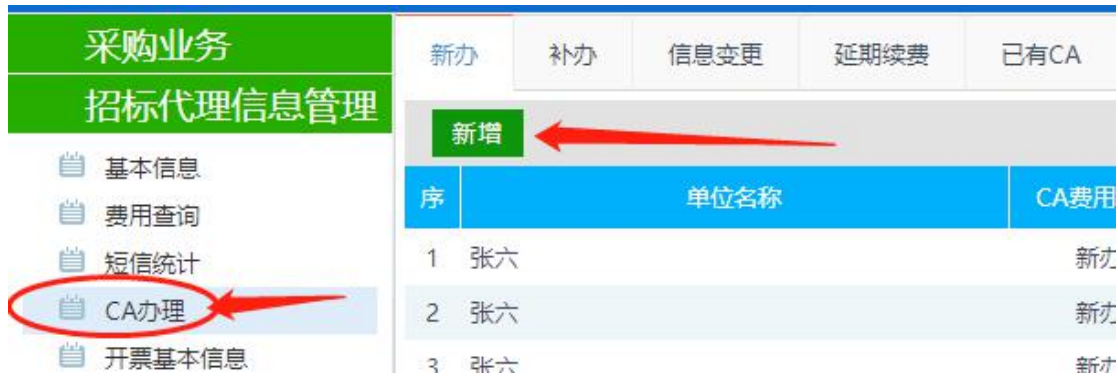 采购业务
招标代理信息管理
基本信息
费用查询
短信统计
CA办理
开票基本信息
新办 补办 信息变更 延期续费 已有CA
新增
序 单位名称 CA费用
1 张六 新办
2 张六 新办
3 张六 新办